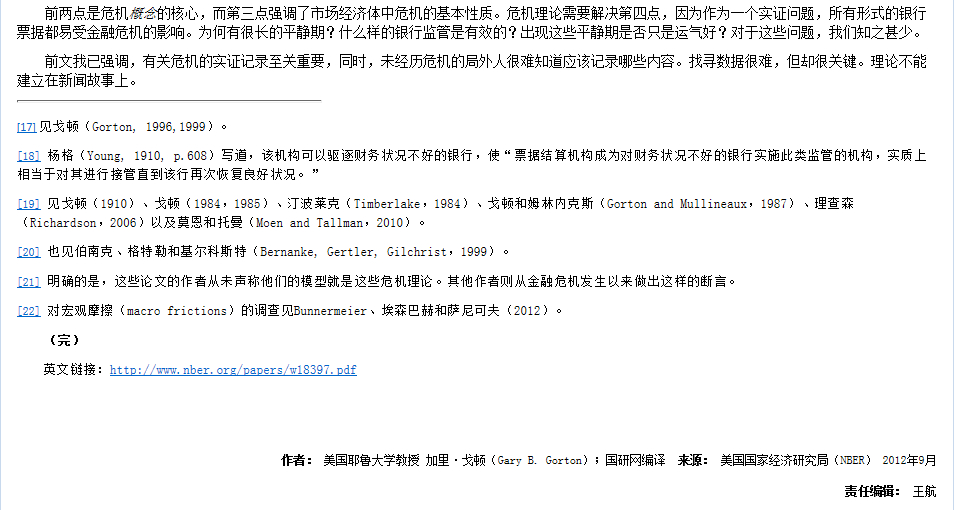 前两点是危机概念的核心，而第三点强调了市场经济体中危机的基本性质。危机理论需要解决第四点，因为作为一个实证问题，所有形式的银行
票据都易受金融危机的影响。为何有很长的平静期？什么样的银行监管是有效的？出现这些平静期是否只是运气好？对于这些问题，我们知之甚少。
前文我已强调，有关危机的实证记录至关重要，同时，未经历危机的局外人很难知道应该记录哪些内容。找寻数据很难，但却很关键。理论不能
建立在新闻故事上。
[17]见戈顿（Gorton, 1996,1999）。
[18] 杨格（Young, 1910, p.608）写道，该机构可以驱逐财务状况不好的银行，使“票据结算机构成为对财务状况不好的银行实施此类监管的机构，实质上
相当于对其进行接管直到该行再次恢复良好状况。”
[19] 见戈顿（1910）、戈顿（1984，1985）、汀波莱克（Timberlake，1984）、戈顿和姆林内克斯（Gorton and Mullineaux，1987）、理查森
（Richardson，2006）以及莫恩和托曼（Moen and Tallman，2010）。
[20] 也见伯南克、格特勒和基尔科斯特（Bernanke, Gertler, Gilchrist，1999）。
[21] 明确的是，这些论文的作者从未声称他们的模型就是这些危机理论。其他作者则从金融危机发生以来做出这样的断言。
[22] 对宏观摩擦（macro frictions）的调查见Bunnermeier、埃森巴赫和萨尼可夫（2012）。
（完）
英文链接：http://www.nber.org/papers/w18397.pdf
作者： 美国耶鲁大学教授 加里·戈顿（Gary B. Gorton）；国研网编译 来源： 美国国家经济研究局（NBER） 2012年9月
责任编辑： 王航